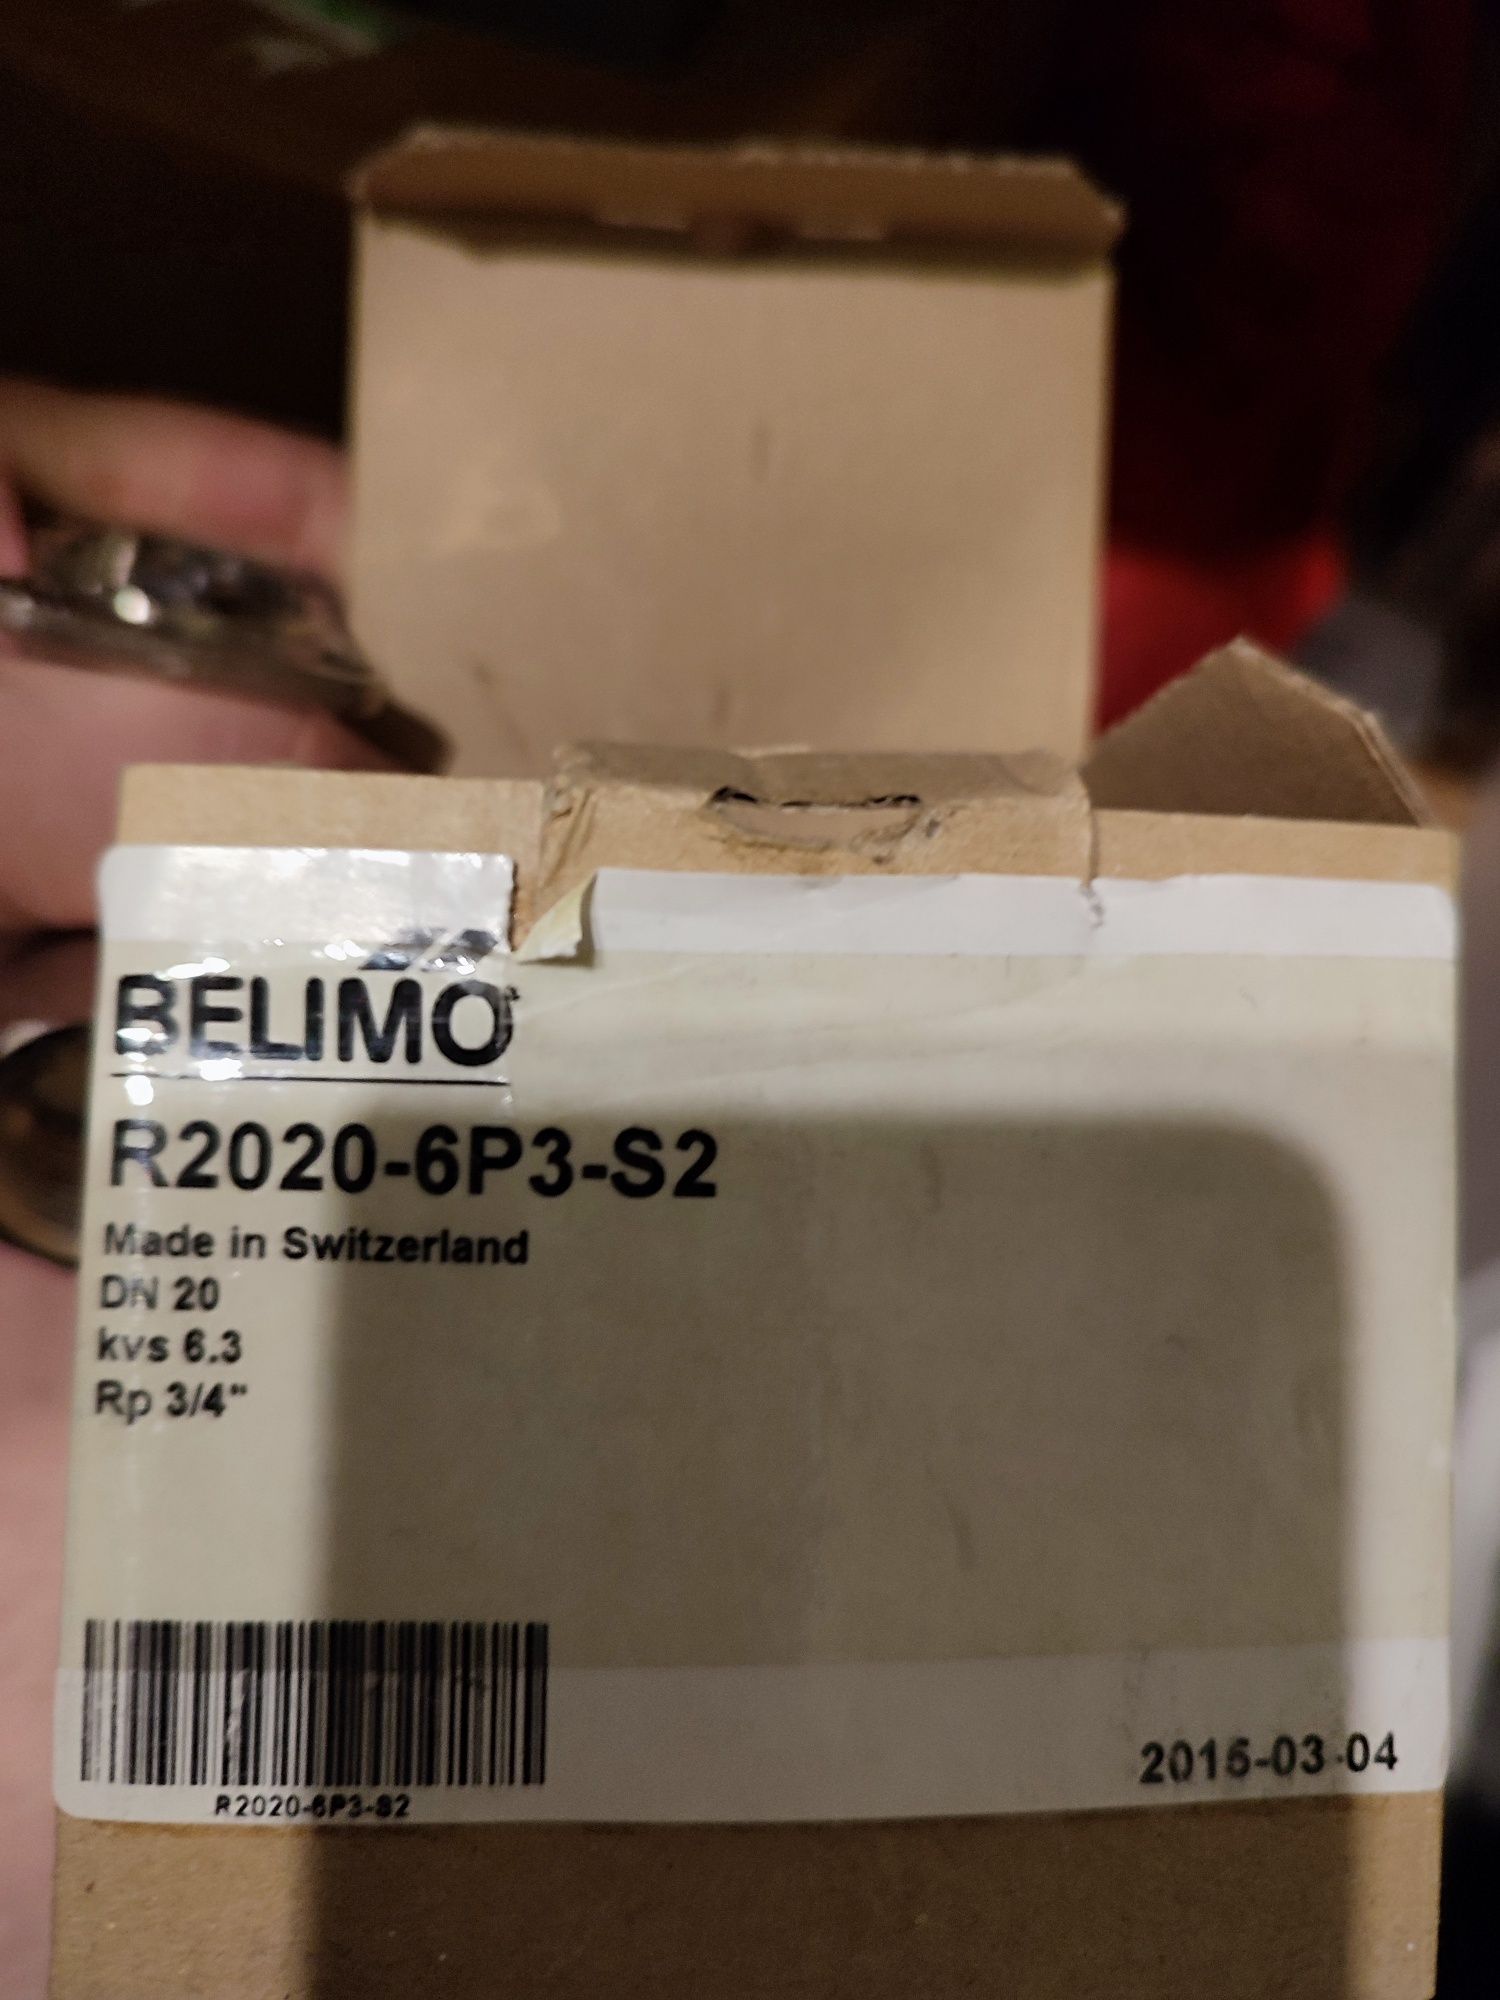 BELIMO
R2020-6P3-S2
Made in Switzerland
DN 20
kvs 6.3
Rp 3/4"
R2020-6P3-S2
2015-03-04